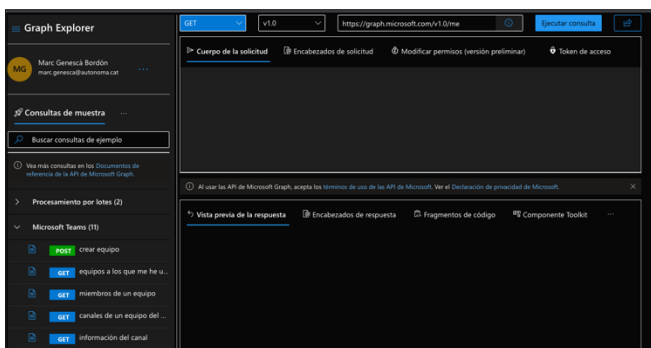 Graph Explorer
GET
v1.0
https://graph.microsoft.com/v1.0/me
Ejecutar consulta
MG
Marc Genescà Bordón
marc.genesca@autonoma.cat
...
Cuerpo de la solicitud
Encabezados de solicitud
Modificar permisos (versión preliminar)
Token de acceso
Consultas de muestra
...
Buscar consultas de ejemplo
Vea más consultas en los Documentos de
referencia de la API de Microsoft Graph.
Al usar las API de Microsoft Graph, acepta los términos de uso de las API de Microsoft. Ver el Declaración de privacidad de Microsoft.
Procesamiento por lotes (2)
Vista previa de la respuesta
Encabezados de respuesta
Fragmentos de código
Componente Toolkit
...
Microsoft Teams (11)
POST crear equipo
GET equipos a los que me he u...
GET miembros de un equipo
GET canales de un equipo del ...
GET información del canal